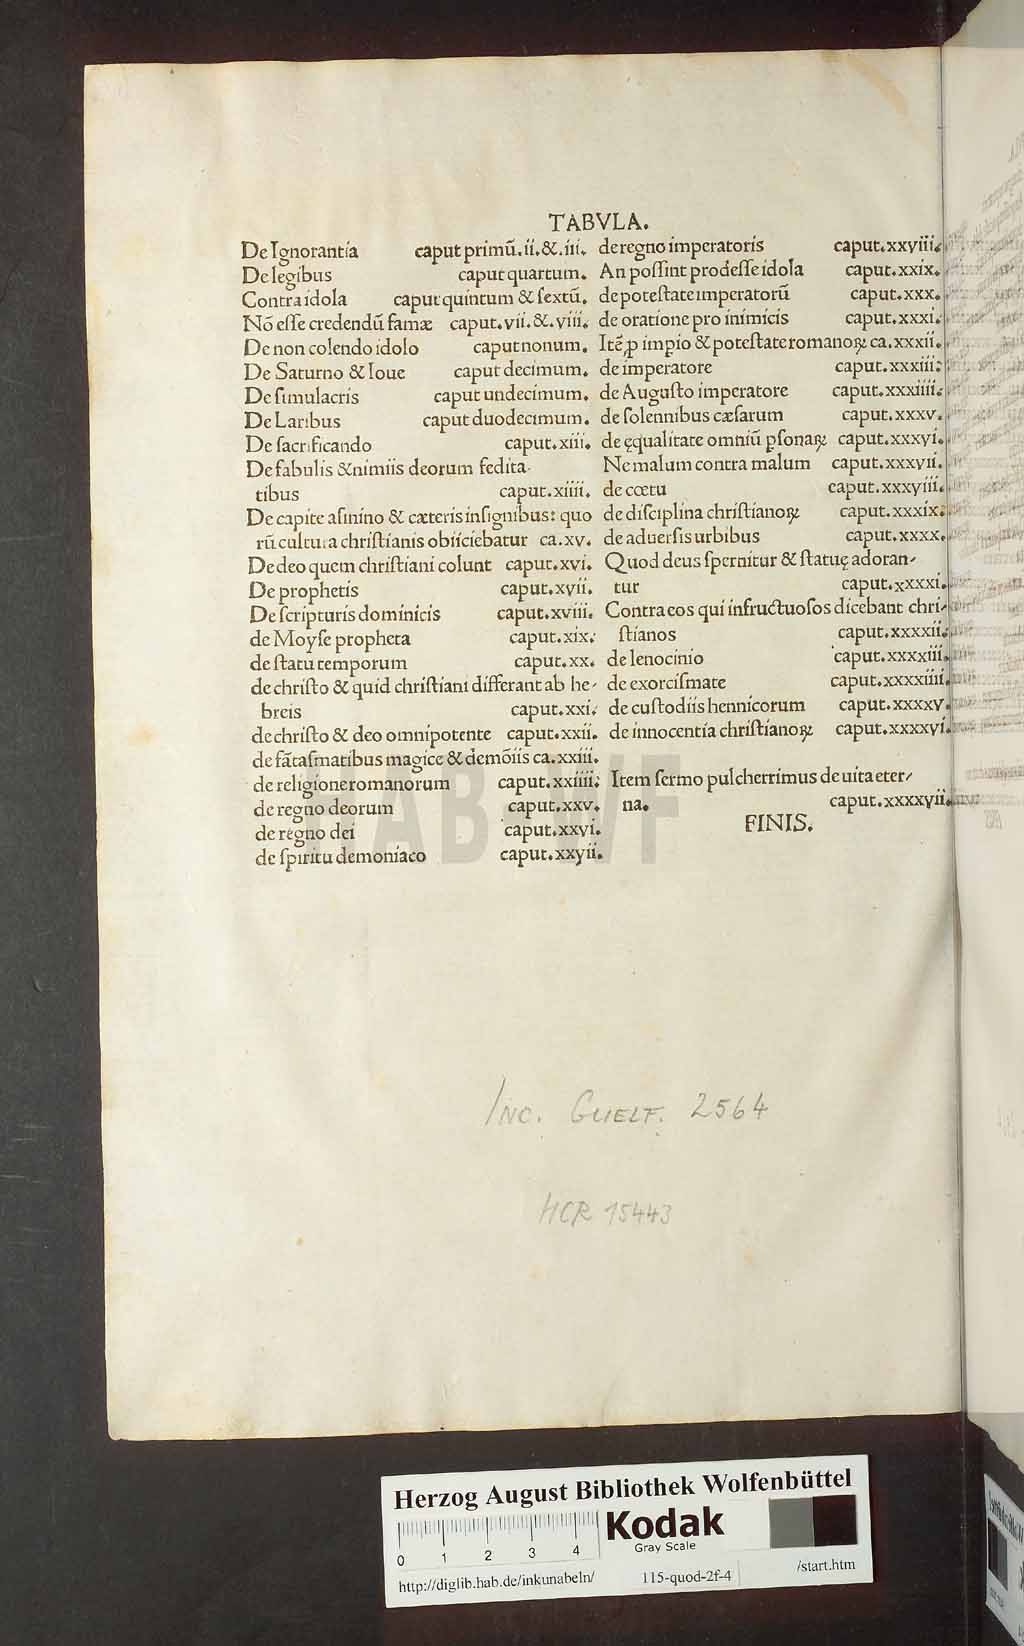 TABVLA.
De Ignorantia caput primū.ii.&.iii.
De legibus caput quartum.
Contra idola caput quintum & ſextū.
Nō eſſe credendū famæ caput.vii.&.viii.
De non colendo idolo caput nonum.
De Saturno & Ioue caput decimum.
De ſimulacris caput undecimum.
De Laribus caput duodecimum.
De ſacrificando caput.xiii.
De fabulis & nimiis deorum fedita-
tibus caput.xiiii.
De capite aſinino & cæteris inſignibus: quo
rū cultura chriſtianis obiiciebatur ca.xv.
De deo quem chriſtiani colunt caput.xvi.
De prophetis caput.xvii.
De ſcripturis dominicis caput.xviii.
de Moyſe propheta caput.xix.
de ſtatu temporum caput.xx.
de chriſto & quid chriſtiani differant ab he-
breis caput.xxi.
de chriſto & deo omnipotente caput.xxii.
de fātaſmatibus magice & demōiis ca.xxiii.
de religione romanorum caput.xxiiii.
de regno deorum caput.xxv.
de regno dei caput.xxvi.
de ſpiritu demoniaco caput.xxvii.
de regno imperatoris caput.xxviii.
An poſſint prodeſſe idola caput.xxix.
de poteſtate imperatorū caput.xxx.
de oratione pro inimicis caput.xxxi.
Itē ꝓ impio & poteſtate romanoꝝ ca.xxxii.
de imperatore caput.xxxiii.
de Auguſto imperatore caput.xxxiiii.
de ſolennibus cæſarum caput.xxxv.
de ęqualitate omniū ꝑſonaꝝ caput.xxxvi.
Ne malum contra malum caput.xxxvii.
de cœtu caput.xxxviii.
de diſciplina chriſtianoꝝ caput.xxxix.
de aduerſis urbibus caput.xxxx.
Quod deus ſpernitur & ſtatuę adoran-
tur caput.xxxxi.
Contra eos qui infructuoſos dicebant chri-
ſtianos caput.xxxxii.
de lenocinio caput.xxxxiii.
de exorciſmate caput.xxxxiiii.
de cuſtodiis hennicorum caput.xxxxv.
de innocentia chriſtianoꝝ caput.xxxxvi.
Item ſermo pulcherrimus de uita eter-
na. caput.xxxxvii.
FINIS.
HAB-WF
Inc. Guelf. 2564
HCR 15443
Herzog August Bibliothek Wolfenbüttel
Kodak
Gray Scale
0 1 2 3 4
http://diglib.hab.de/inkunabeln/ 115-quod-2f-4 /start.htm